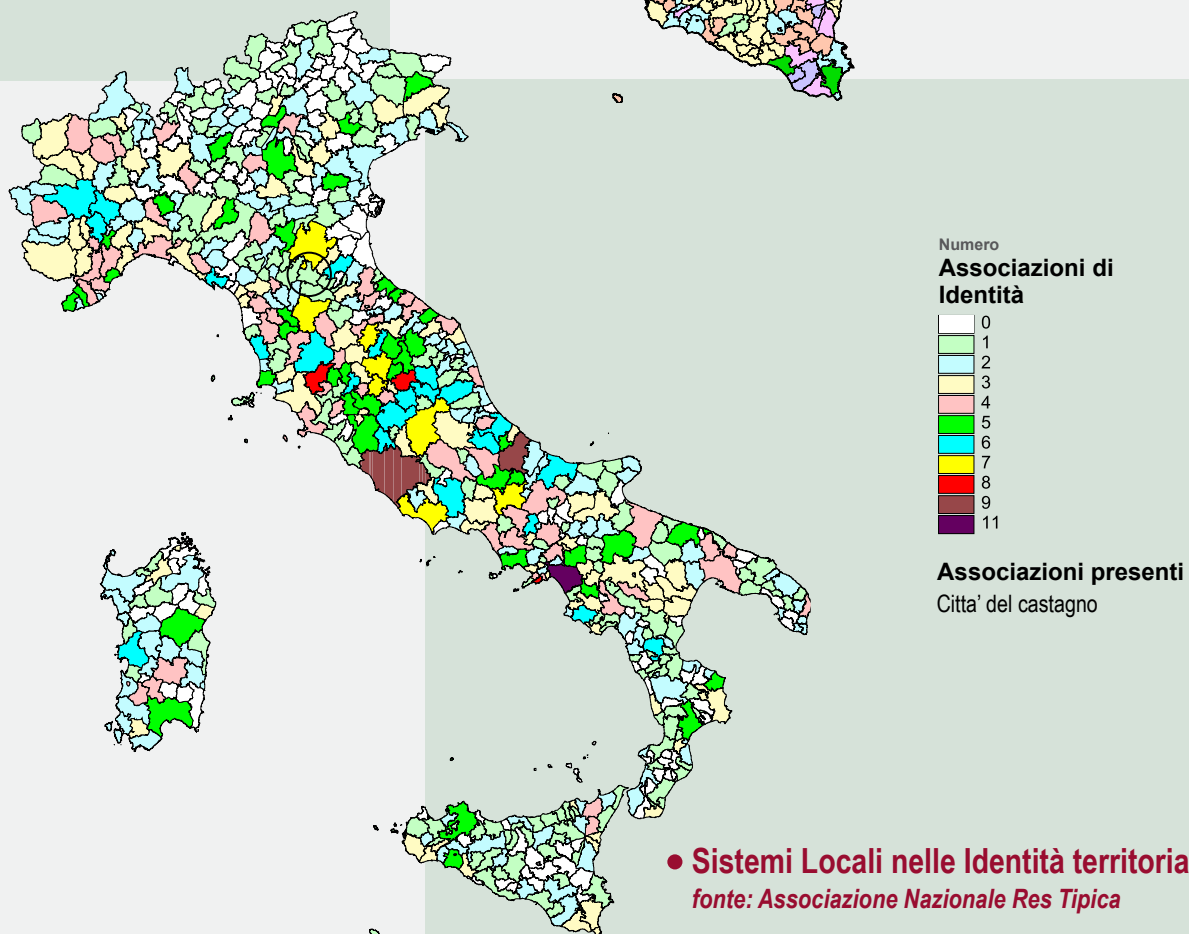 Numero
Associazioni di
Identità
0
1
2
3
4
5
6
7
8
9
11
Associazioni presenti
Citta’ del castagno
• Sistemi Locali nelle Identità territoria
fonte: Associazione Nazionale Res Tipica